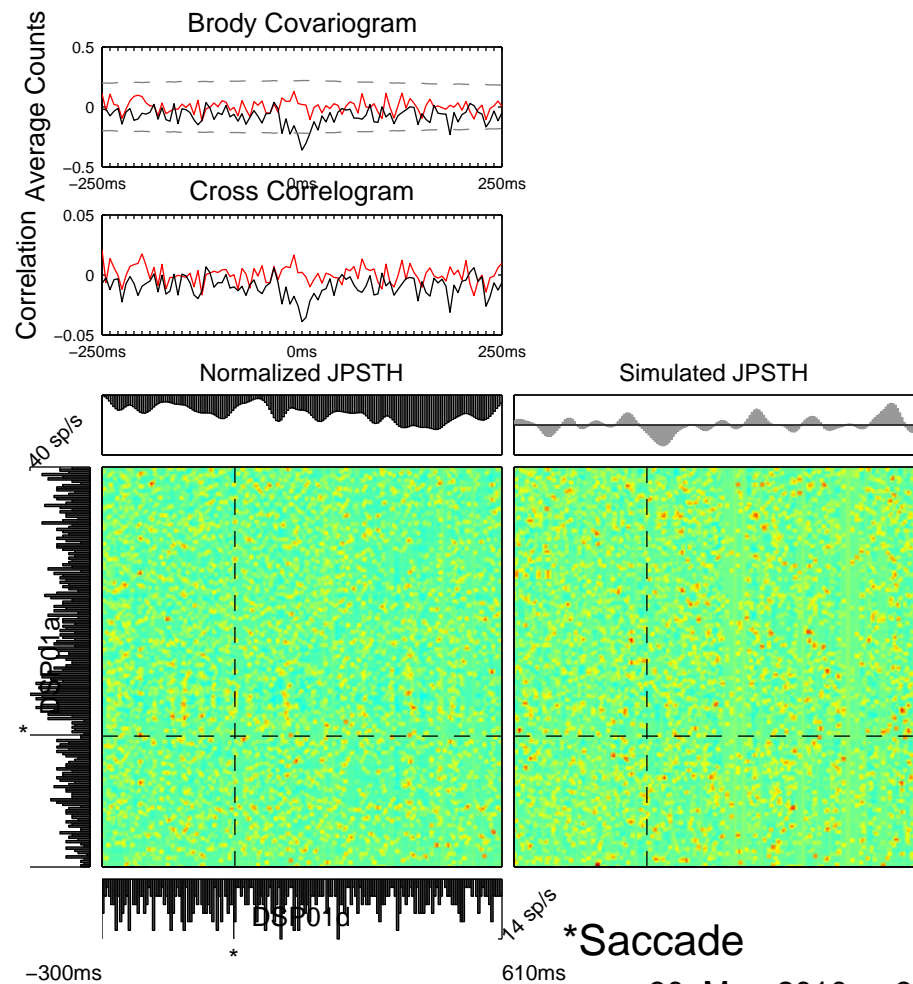 Brody Covariogram
0.5
0
−0.5
Average Counts
−250ms
0ms
250ms
Cross Correlogram
0.05
0
−0.05
Correlation
−250ms
0ms
250ms
Normalized JPSTH
Simulated JPSTH
40 sp/s
DSP01a
*
DSP01d
14 sp/s
*
*Saccade
−300ms
610ms